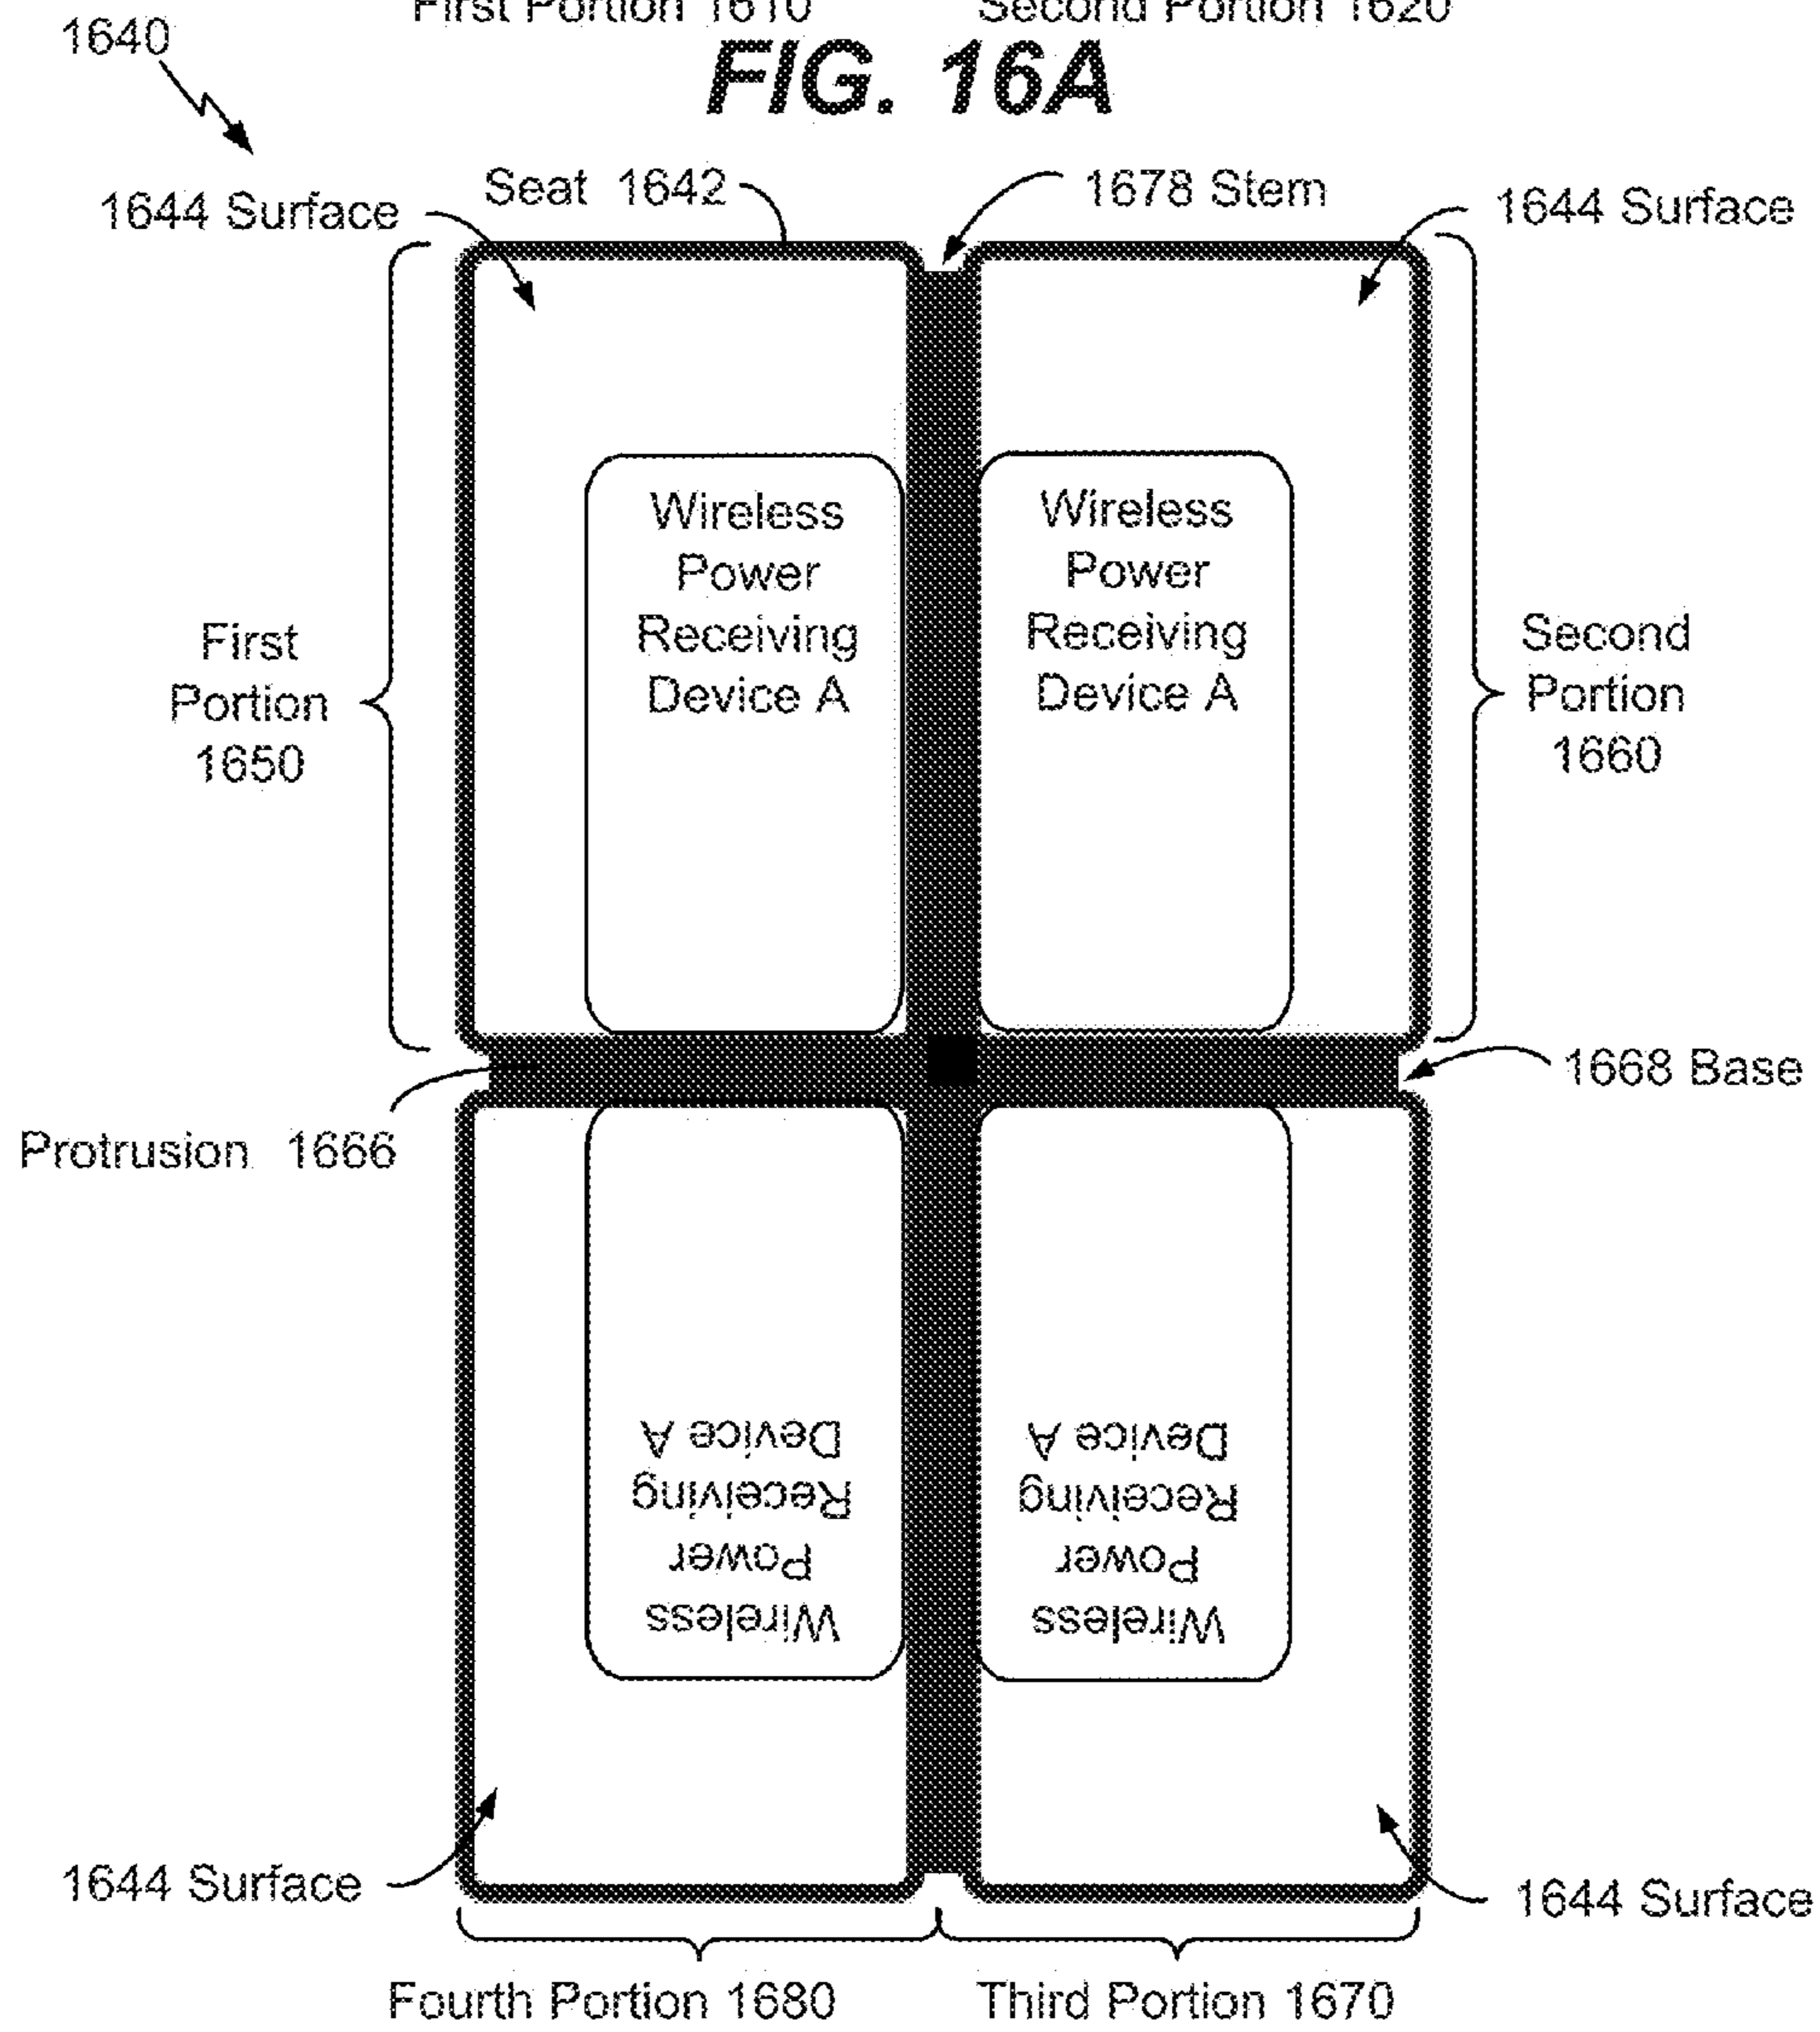 First Portion 1610 Second Portion 1620
1640
FIG. 16A
Seat 1642
1678 Stem
1644 Surface
1644 Surface
Wireless
Power
Receiving
Device A
Wireless
Power
Receiving
Device A
First
Portion
1650
Second
Portion
1660
1668 Base
Protrusion 1666
Wireless
Power
Receiving
Device A
Wireless
Power
Receiving
Device A
1644 Surface
1644 Surface
Fourth Portion 1680
Third Portion 1670